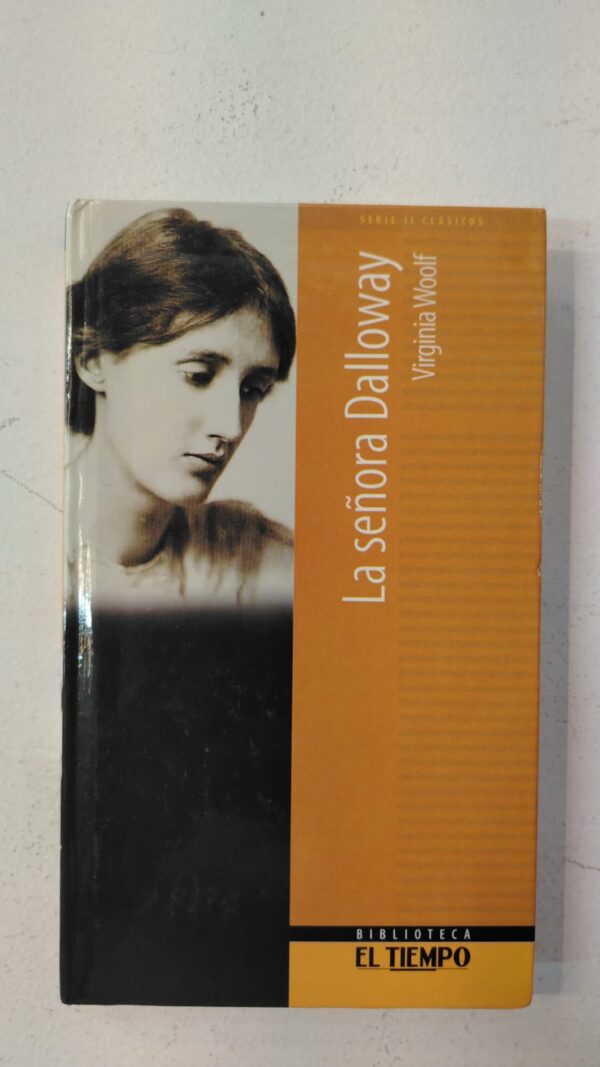 SERIE II CLÁSICOS
La señora Dalloway
Virginia Woolf
BIBLIOTECA
EL TIEMPO